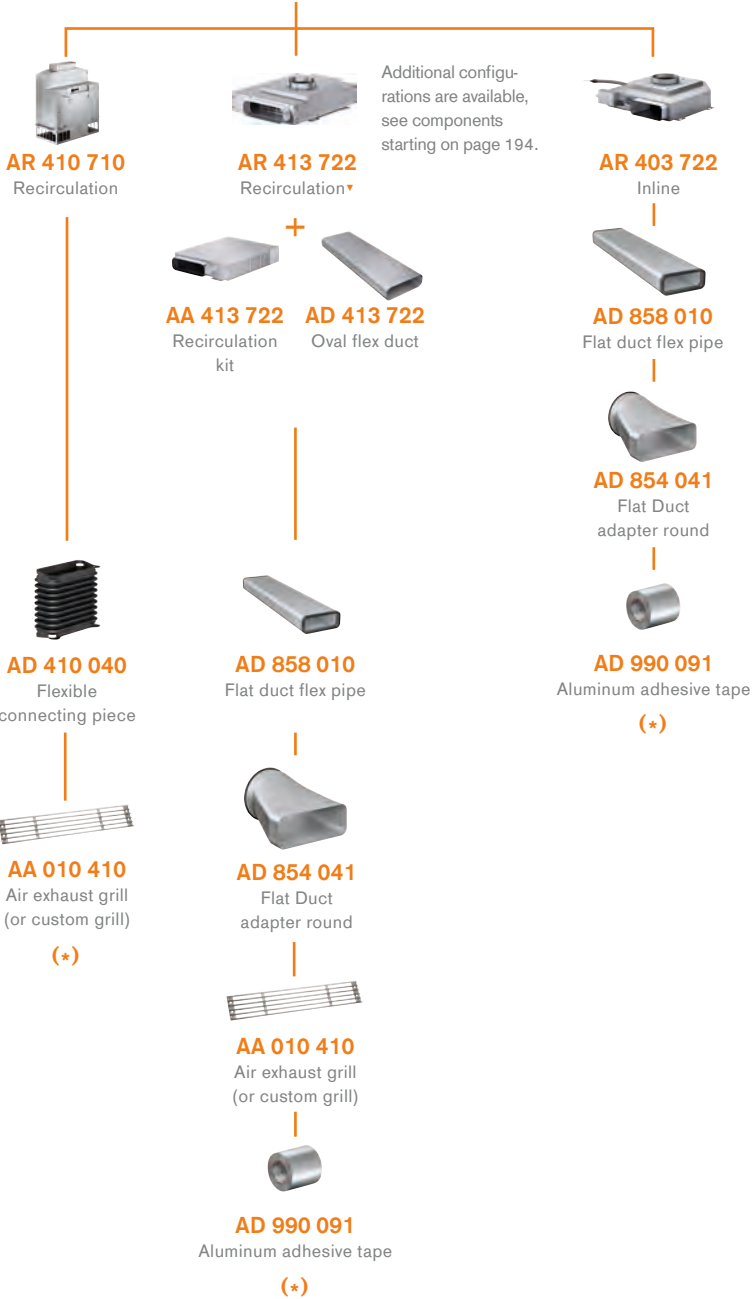 AR 410 710
Recirculation
AR 413 722
Recirculation▾
Additional configu-
rations are available,
see components
starting on page 194.
AR 403 722
Inline
+
AA 413 722
Recirculation
kit
AD 413 722
Oval flex duct
AD 858 010
Flat duct flex pipe
AD 854 041
Flat Duct
adapter round
AD 990 091
Aluminum adhesive tape
(*)
AD 410 040
Flexible
connecting piece
AA 010 410
Air exhaust grill
(or custom grill)
(*)
AD 858 010
Flat duct flex pipe
AD 854 041
Flat Duct
adapter round
AA 010 410
Air exhaust grill
(or custom grill)
AD 990 091
Aluminum adhesive tape
(*)